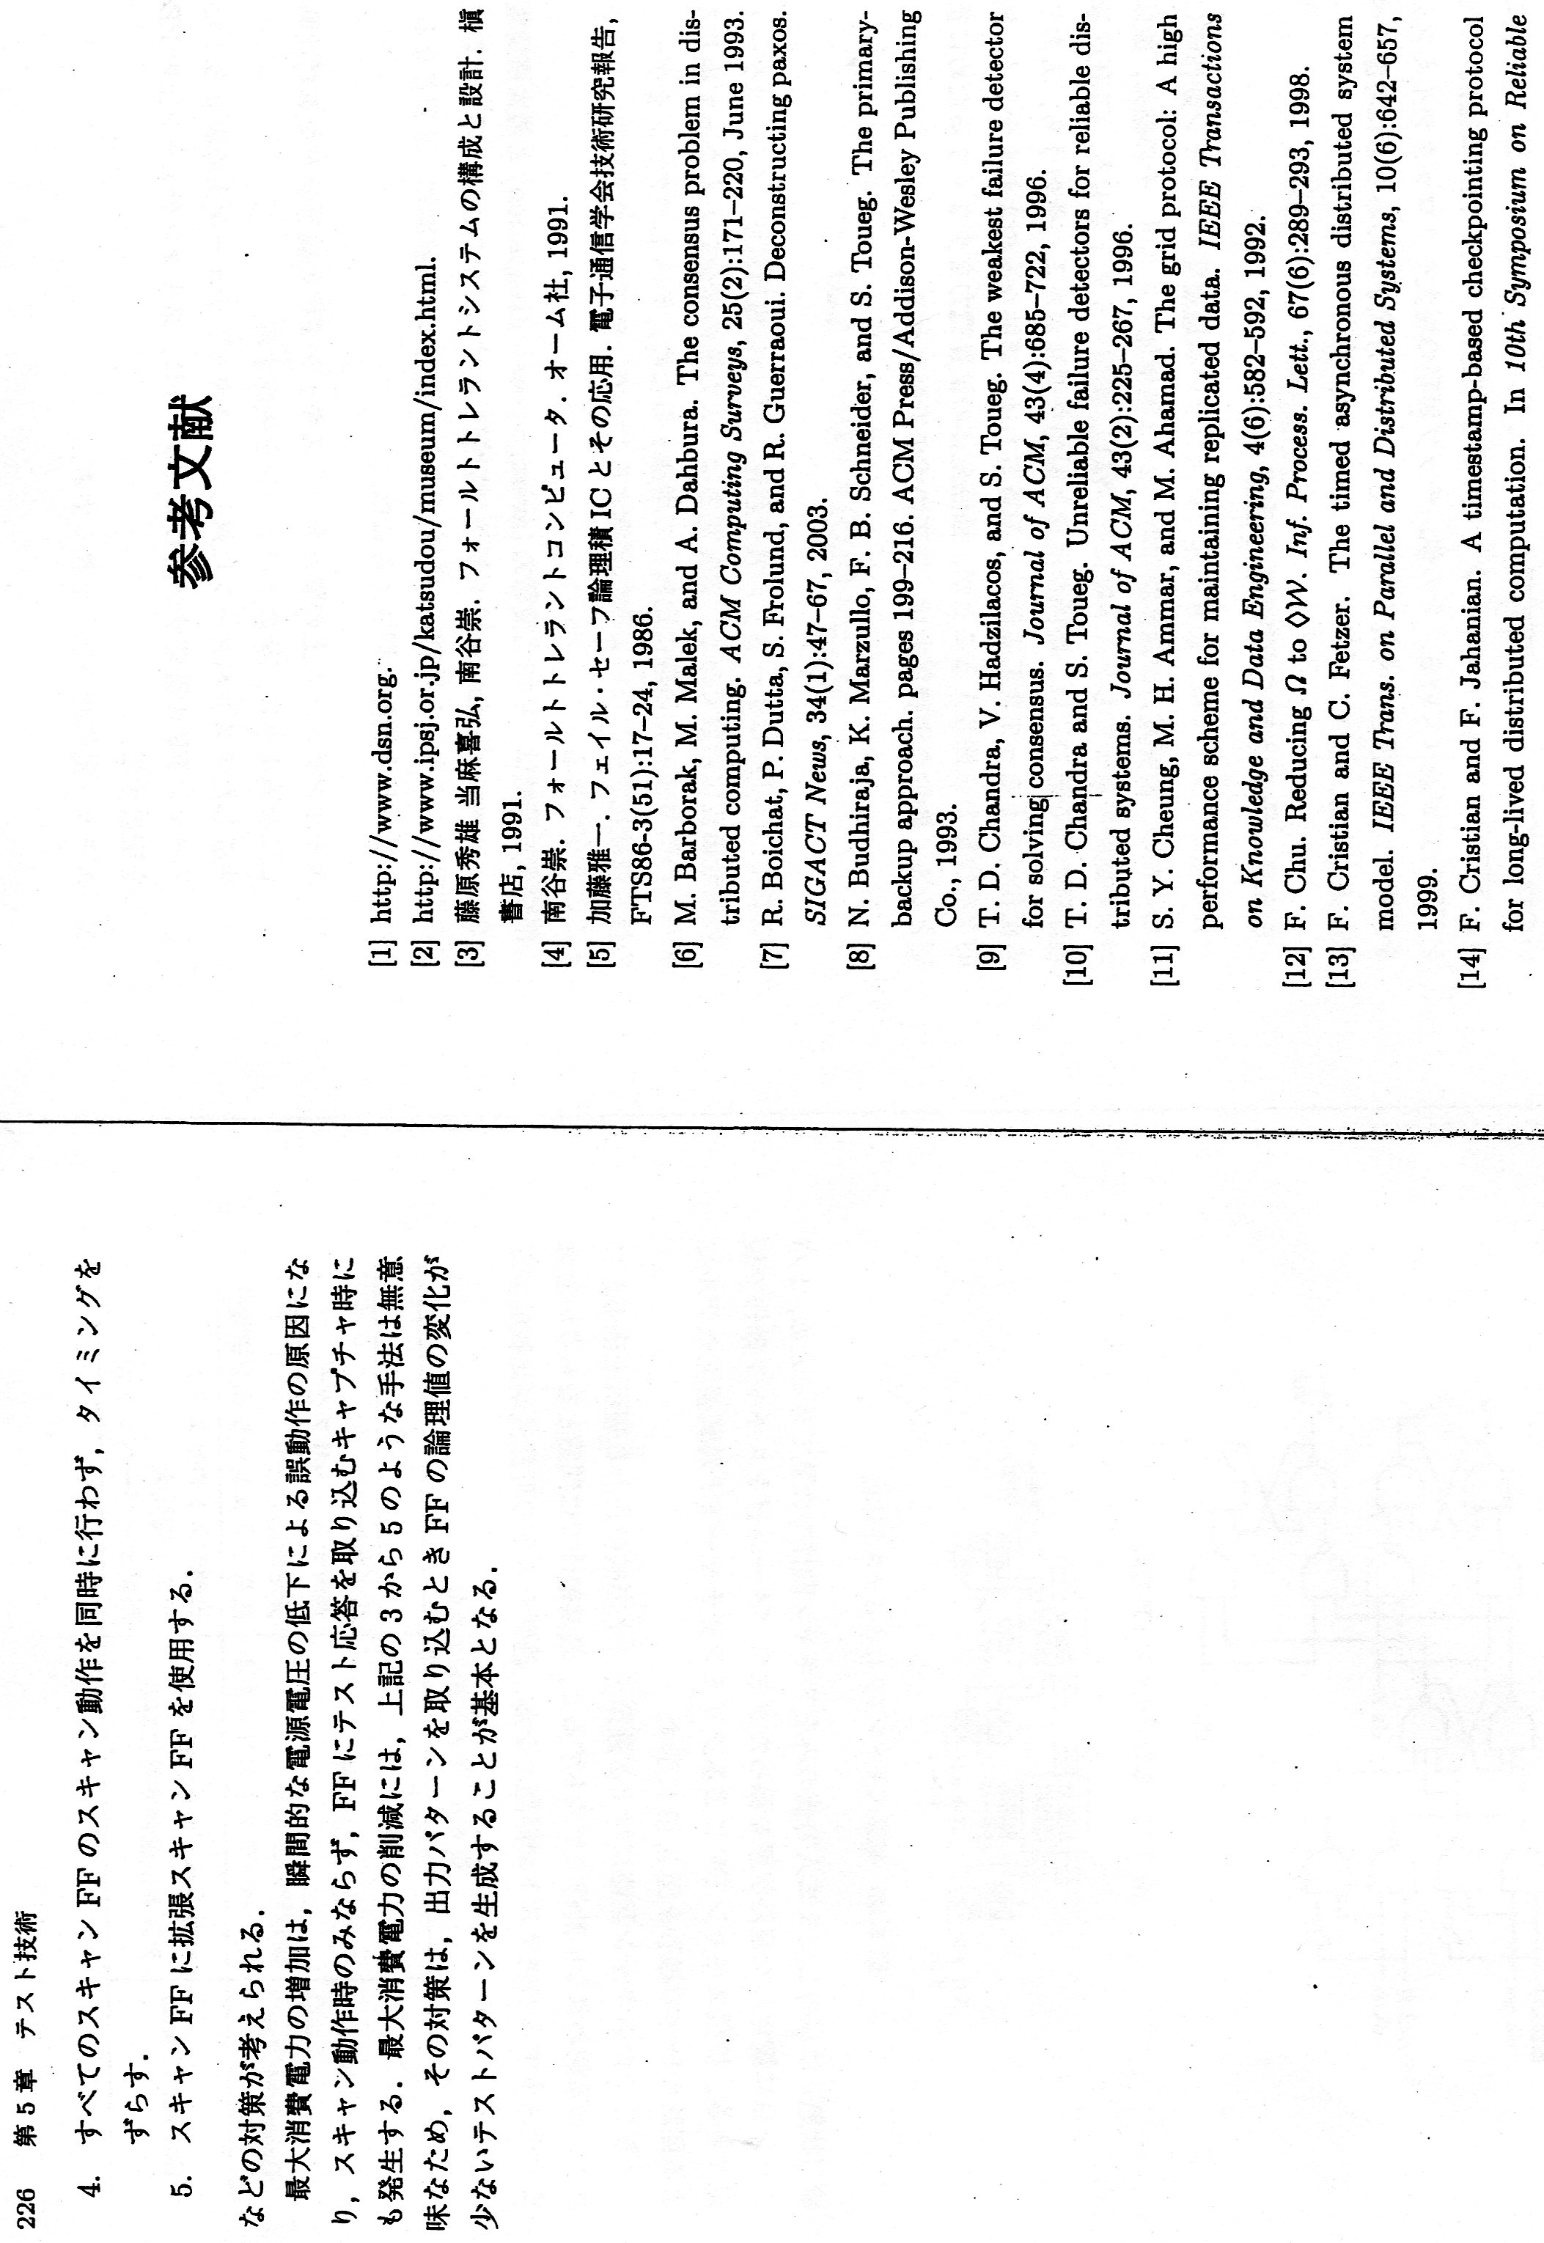 226 第5章 テスト技術
4. すべてのスキャンFFのスキャン動作を同時に行わず，タイミングを
ずらす．
5. スキャンFFに拡張スキャンFFを使用する．
などの対策が考えられる．
最大消費電力の増加は，瞬間的な電源電圧の低下による誤動作の原因にな
り，スキャン動作時のみならず，FFにテスト応答を取り込むキャプチャ時に
も発生する．最大消費電力の削減には，上記の3から5のような手法は無意
味なため，その対策は，出力パターンを取り込むときFFの論理値の変化が
少ないテストパターンを生成することが基本となる．
参考文献
[1] http://www.dsn.org.
[2] http://www.ipsj.or.jp/katsudou/museum/index.html.
[3] 藤原秀雄 当麻喜弘, 南谷崇. フォールトトレラントシステムの構成と設計. 槇
書店, 1991.
[4] 南谷崇. フォールトトレラントコンピュータ. オーム社, 1991.
[5] 加藤雅一. フェイル・セーフ論理積ICとその応用. 電子通信学会技術研究報告,
FTS86-3(51):17–24, 1986.
[6] M. Barborak, M. Malek, and A. Dahbura. The consensus problem in dis-
tributed computing. ACM Computing Surveys, 25(2):171–220, June 1993.
[7] R. Boichat, P. Dutta, S. Frolund, and R. Guerraoui. Deconstructing paxos.
SIGACT News, 34(1):47–67, 2003.
[8] N. Budhiraja, K. Marzullo, F. B. Schneider, and S. Toueg. The primary-
backup approach. pages 199–216. ACM Press/Addison-Wesley Publishing
Co., 1993.
[9] T. D. Chandra, V. Hadzilacos, and S. Toueg. The weakest failure detector
for solving consensus. Journal of ACM, 43(4):685–722, 1996.
[10] T. D. Chandra and S. Toueg. Unreliable failure detectors for reliable dis-
tributed systems. Journal of ACM, 43(2):225–267, 1996.
[11] S. Y. Cheung, M. H. Ammar, and M. Ahamad. The grid protocol: A high
performance scheme for maintaining replicated data. IEEE Transactions
on Knowledge and Data Engineering, 4(6):582–592, 1992.
[12] F. Chu. Reducing Ω to ◊W. Inf. Process. Lett., 67(6):289–293, 1998.
[13] F. Cristian and C. Fetzer. The timed asynchronous distributed system
model. IEEE Trans. on Parallel and Distributed Systems, 10(6):642–657,
1999.
[14] F. Cristian and F. Jahanian. A timestamp-based checkpointing protocol
for long-lived distributed computation. In 10th Symposium on Reliable